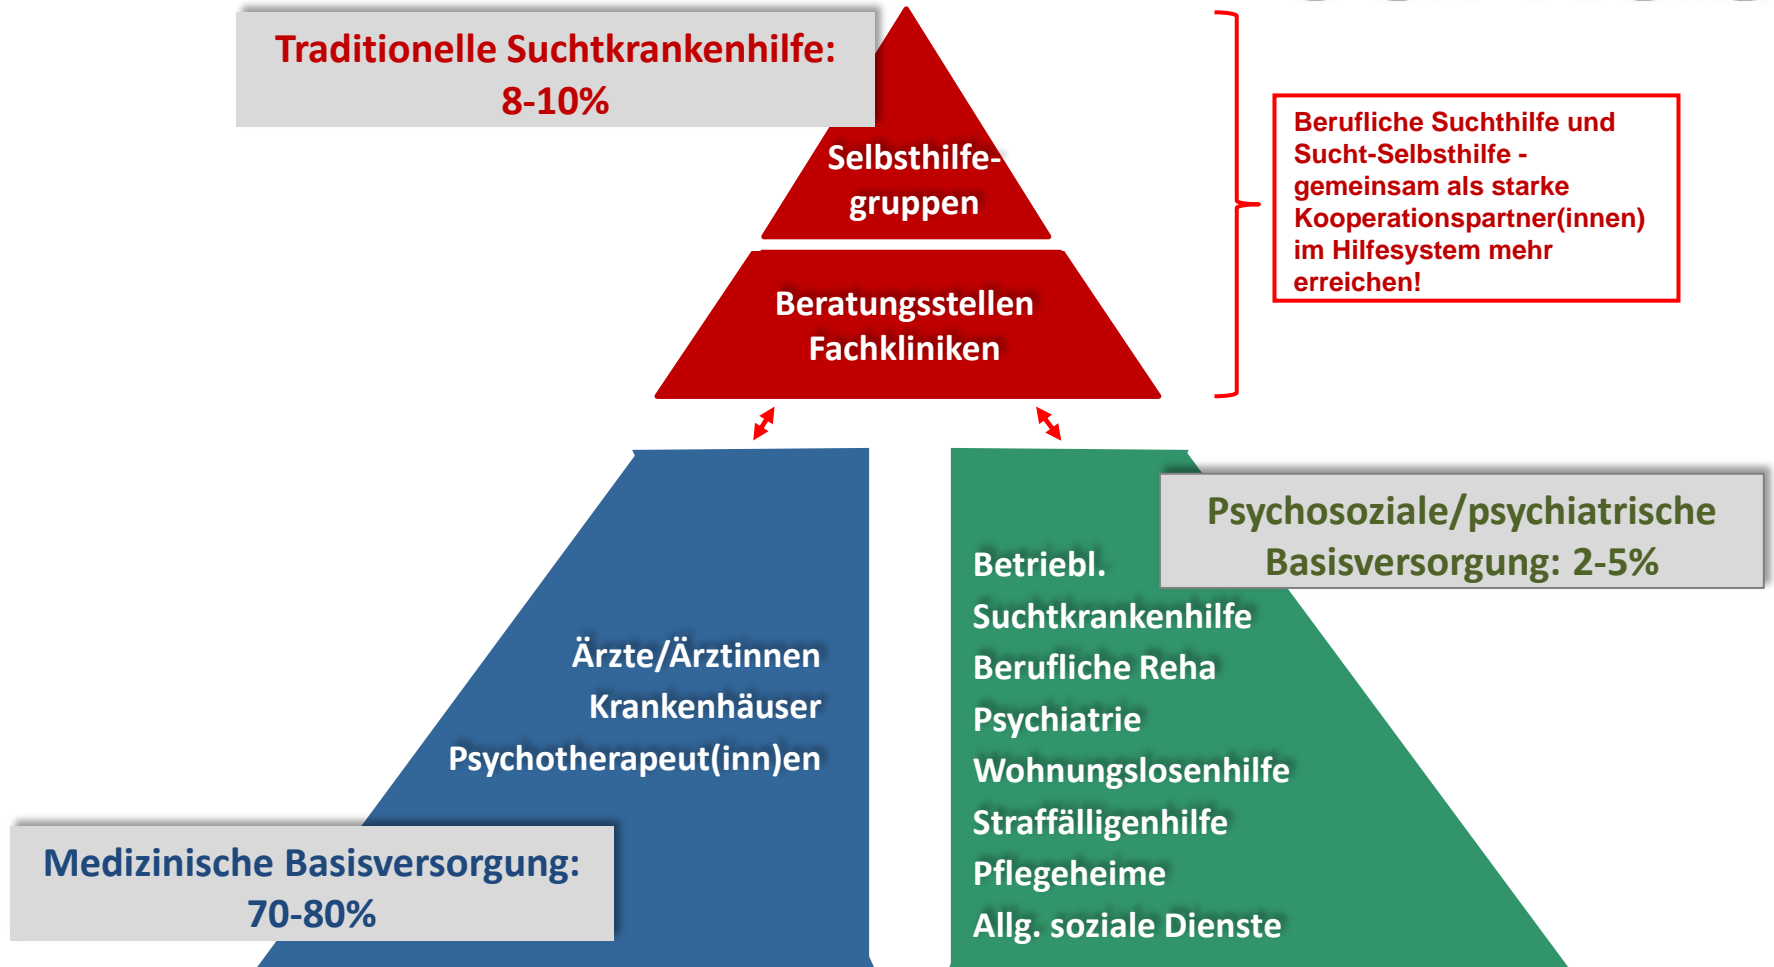 Traditionelle Suchtkrankenhilfe:
8-10%
Selbsthilfe-
gruppen
Beratungsstellen
Fachkliniken
Berufliche Suchthilfe und
Sucht-Selbsthilfe -
gemeinsam als starke
Kooperationspartner(innen)
im Hilfesystem mehr
erreichen!
Psychosoziale/psychiatrische
Basisversorgung: 2-5%
Betriebl.
Suchtkrankenhilfe
Berufliche Reha
Psychiatrie
Wohnungslosenhilfe
Straffälligenhilfe
Pflegeheime
Allg. soziale Dienste
Ärzte/Ärztinnen
Krankenhäuser
Psychotherapeut(inn)en
Medizinische Basisversorgung:
70-80%